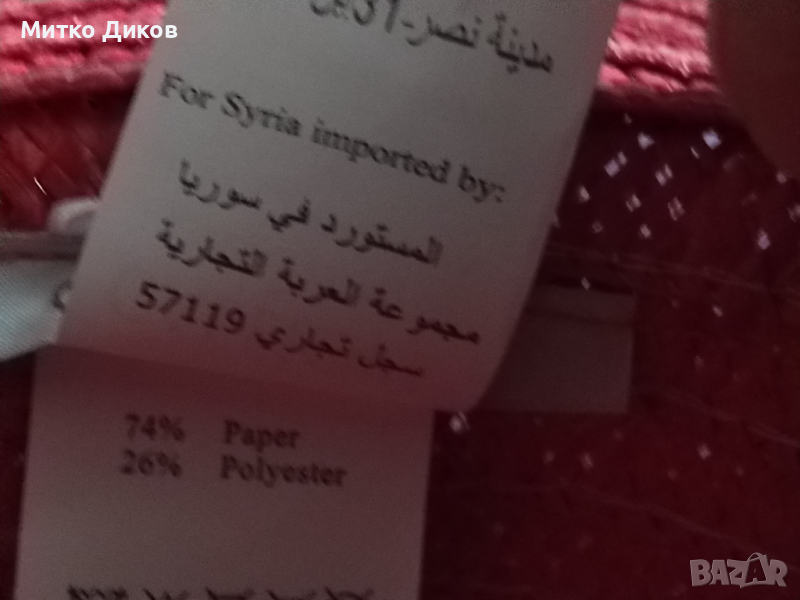 Митко Диков
مدينة نصر-
For Syria imported by:
المستورد في سوريا
مجموعة العربة التجارية
سجل تجاري 57119
74% Paper
26% Polyester
BAZAR